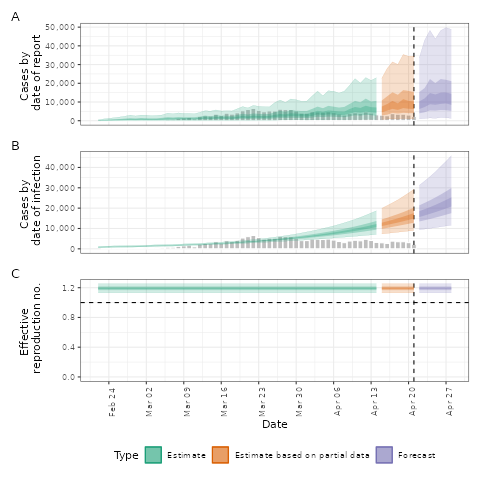 A
Cases by
date of report
50,000
40,000
30,000
20,000
10,000
0
B
Cases by
date of infection
40,000
30,000
20,000
10,000
0
C
Effective
reproduction no.
1.2
0.8
0.4
0.0
Feb 24
Mar 02
Mar 09
Mar 16
Mar 23
Mar 30
Apr 06
Apr 13
Apr 20
Apr 27
Date
Type
Estimate
Estimate based on partial data
Forecast